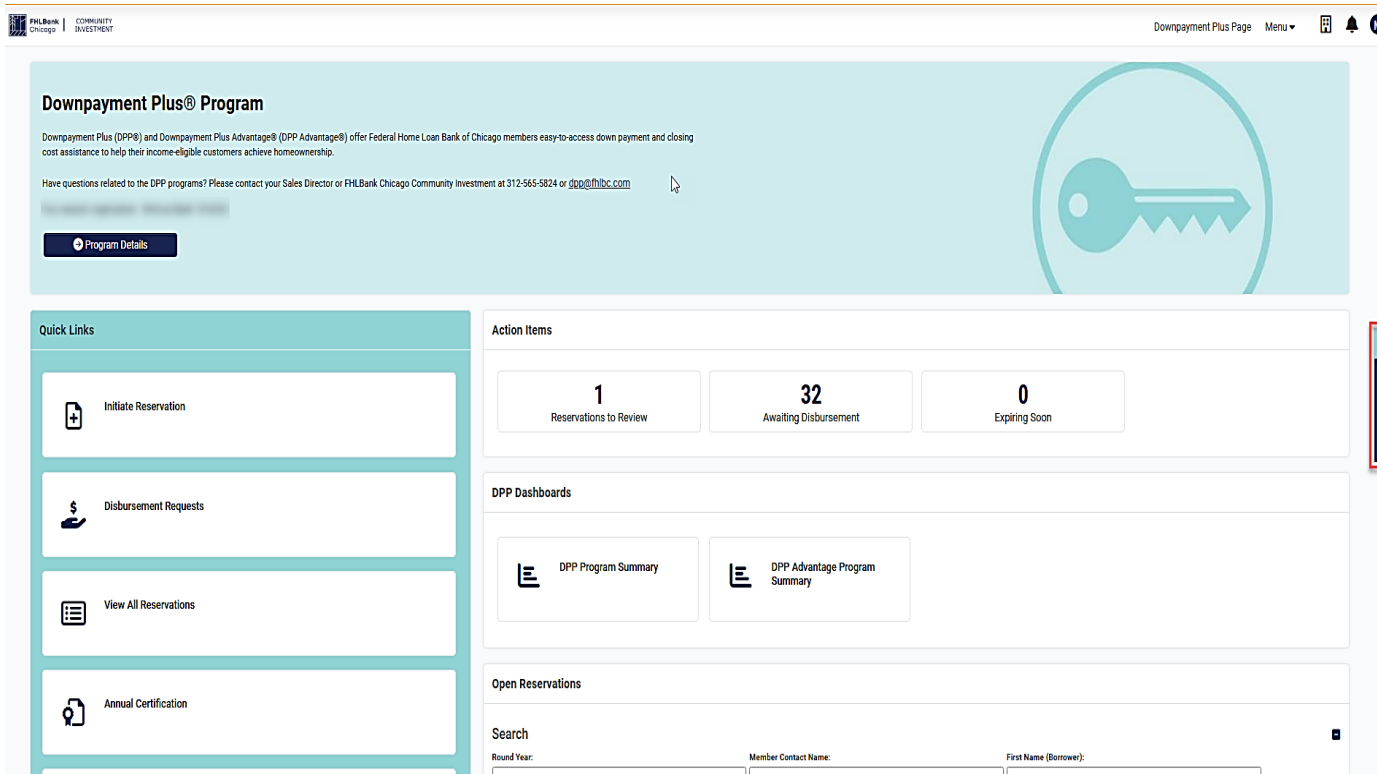 FHLBank
Chicago
COMMUNITY
INVESTMENT
Downpayment Plus Page
Menu
Downpayment Plus® Program
Downpayment Plus (DPP®) and Downpayment Plus Advantage® (DPP Advantage®) offer Federal Home Loan Bank of Chicago members easy-to-access down payment and closing
cost assistance to help their income-eligible customers achieve homeownership.
Have questions related to the DPP programs? Please contact your Sales Director or FHLBank Chicago Community Investment at 312-565-5824 or dpp@fhlbc.com
Program Details
Quick Links
Initiate Reservation
Disbursement Requests
View All Reservations
Annual Certification
Action Items
1
Reservations to Review
32
Awaiting Disbursement
0
Expiring Soon
DPP Dashboards
DPP Program Summary
DPP Advantage Program
Summary
Open Reservations
Search
Round Year:
Member Contact Name:
First Name (Borrower):